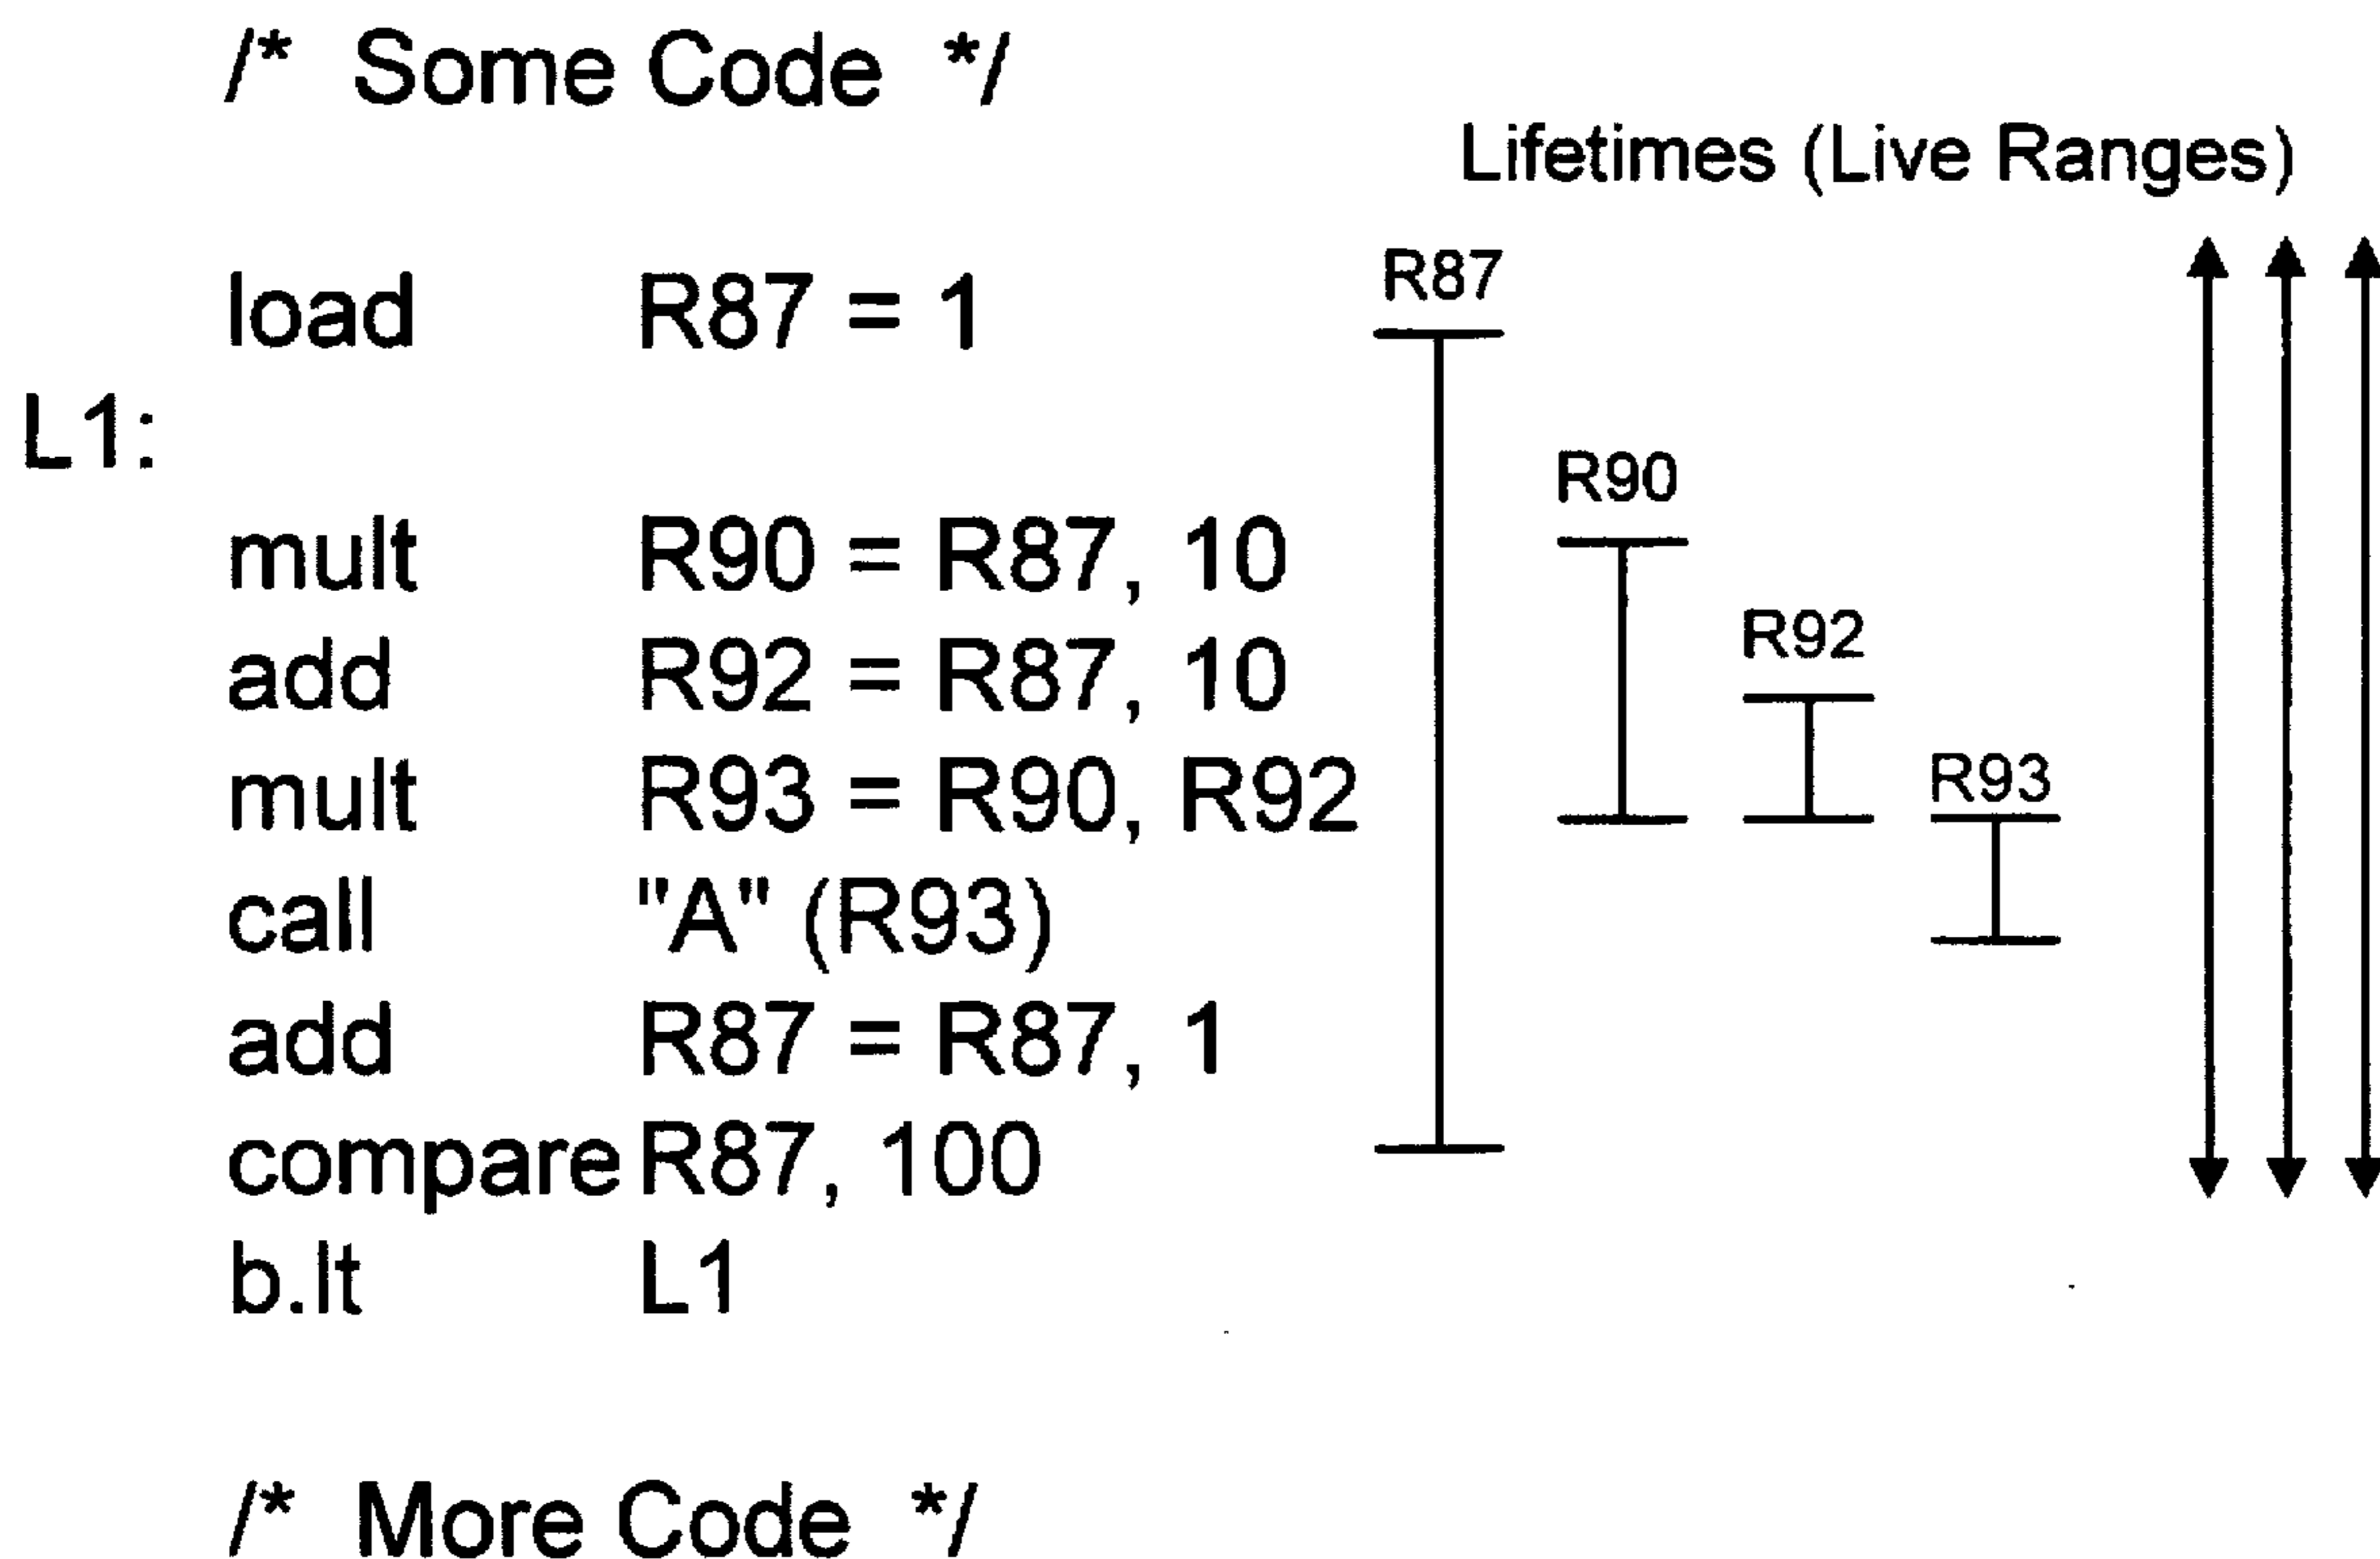 /* Some Code */
Lifetimes (Live Ranges)
load R87 = 1
R87
L1:
R90
mult R90 = R87, 10
add R92 = R87, 10
R92
mult R93 = R90, R92
R93
call "A" (R93)
add R87 = R87, 1
compare R87, 100
b.lt L1
/* More Code */